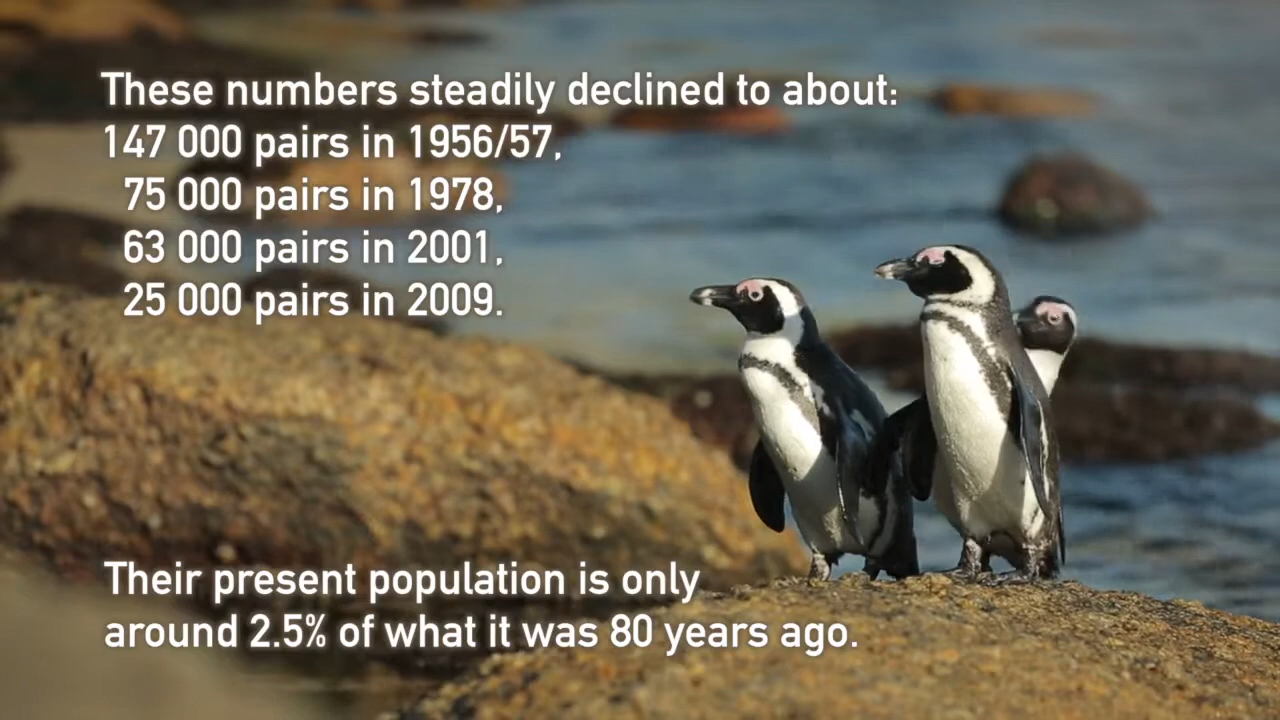 These numbers steadily declined to about:
147 000 pairs in 1956/57,
75 000 pairs in 1978,
63 000 pairs in 2001,
25 000 pairs in 2009.
Their present population is only
around 2.5% of what it was 80 years ago.